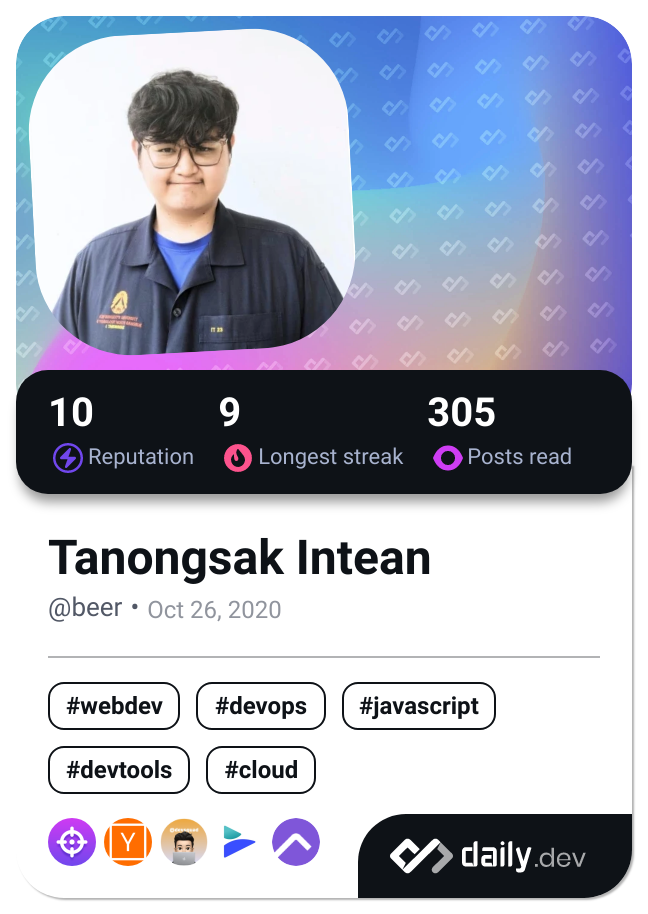 10
9
305
Reputation
Longest streak
Posts read
Tanongsak Intean
@beer • Oct 26, 2020
#webdev
#devops
#javascript
#devtools
#cloud
Y
daily.dev